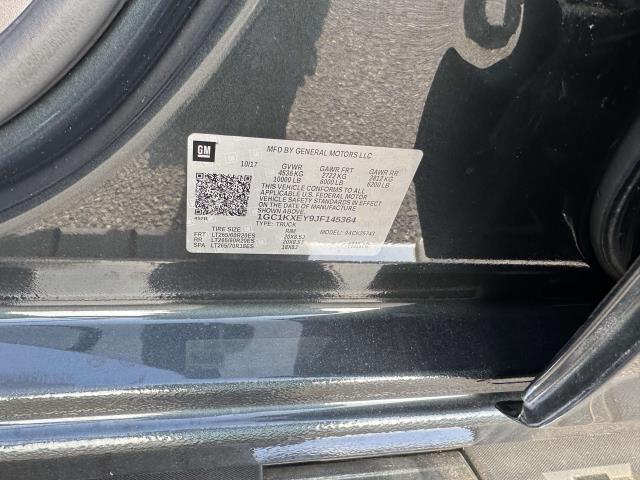 GM
MFD BY GENERAL MOTORS LLC
10/17 GVWR GAWR FRT GAWR RR
4536 KG 2722 KG 2812 KG
10000 LB 6000 LB 6200 LB
THIS VEHICLE CONFORMS TO ALL
APPLICABLE U.S. FEDERAL MOTOR
VEHICLE SAFETY STANDARDS IN EFFECT
ON THE DATE OF MANUFACTURE SHOWN ABOVE.
1GC1KXEY9JF145364
TYPE: TRUCK MODEL:
TIRE SIZE RIM
FRT LT265/60R20ES 20X8.5J
RR LT265/60R20ES 20X8.5J
SPA LT265/70R18ES 18X8J